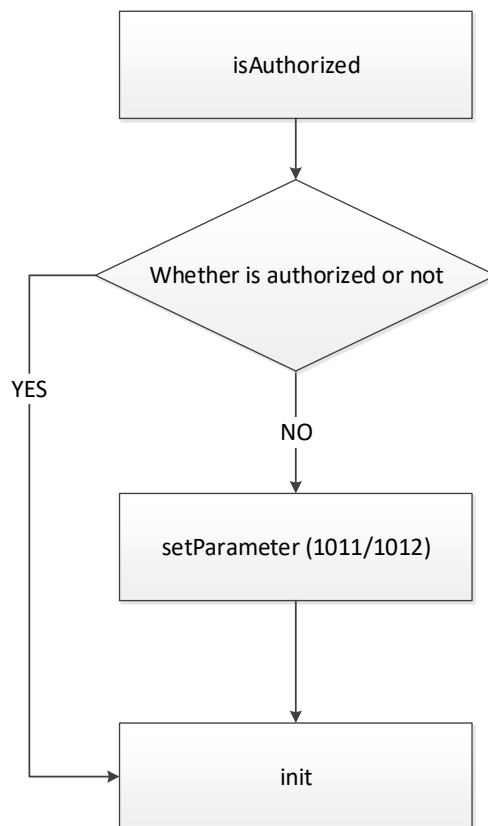 isAuthorized
Whether is authorized or not
YES
NO
setParameter (1011/1012)
init